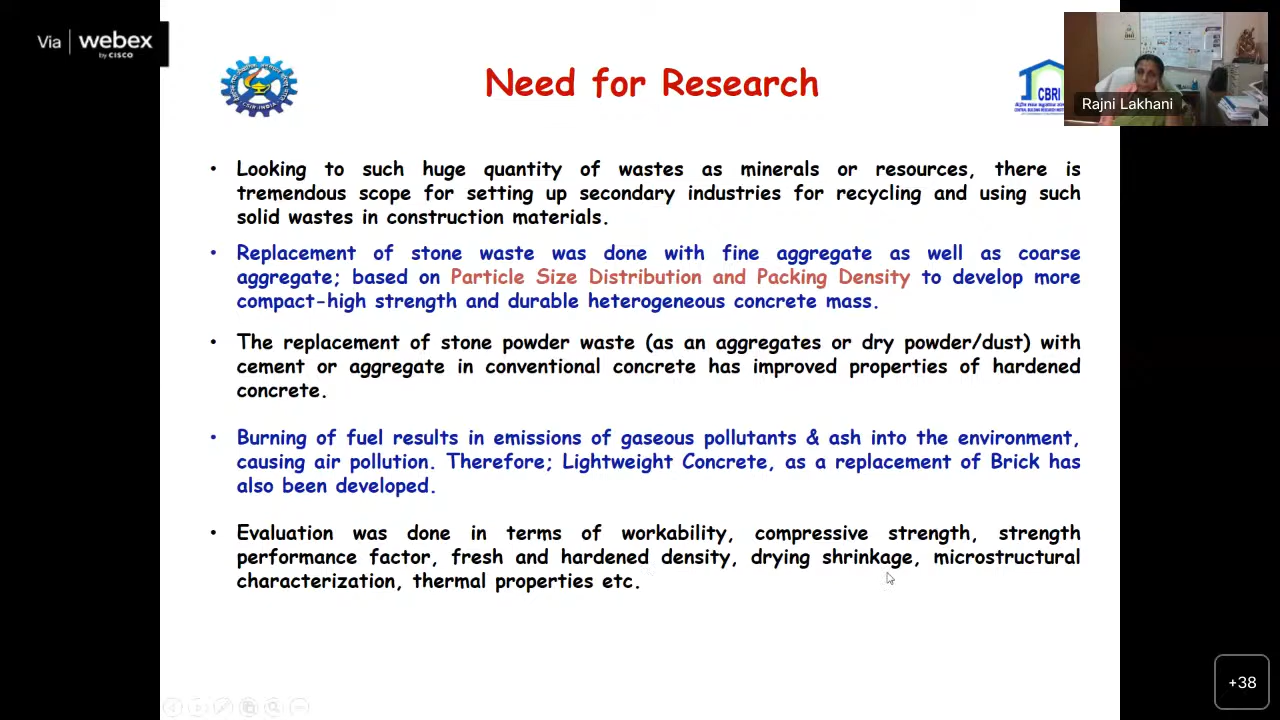 Via webex
by CISCO
Need for Research
CSIR-INDIA
CBRI
Rajni Lakhani
• Looking to such huge quantity of wastes as minerals or resources, there is
tremendous scope for setting up secondary industries for recycling and using such
solid wastes in construction materials.
• Replacement of stone waste was done with fine aggregate as well as coarse
aggregate; based on Particle Size Distribution and Packing Density to develop more
compact-high strength and durable heterogeneous concrete mass.
• The replacement of stone powder waste (as an aggregates or dry powder/dust) with
cement or aggregate in conventional concrete has improved properties of hardened
concrete.
• Burning of fuel results in emissions of gaseous pollutants & ash into the environment,
causing air pollution. Therefore; Lightweight Concrete, as a replacement of Brick has
also been developed.
• Evaluation was done in terms of workability, compressive strength, strength
performance factor, fresh and hardened density, drying shrinkage, microstructural
characterization, thermal properties etc.
+38